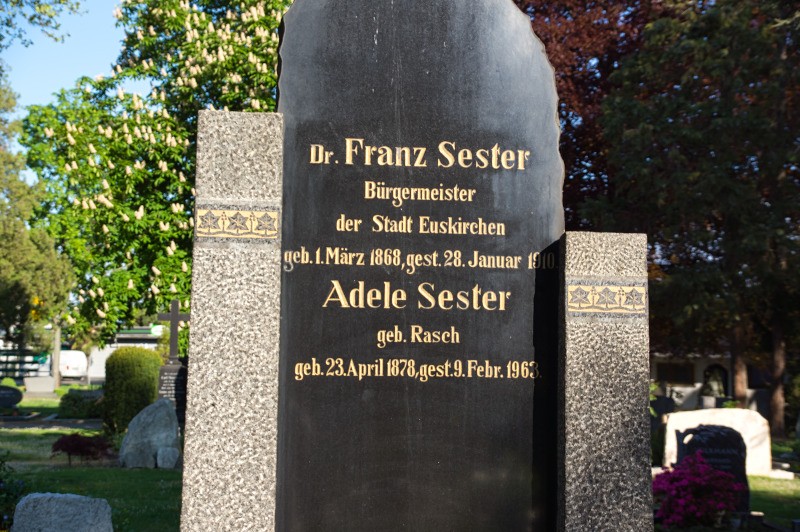 Dr. Franz Sester
Bürgermeister
der Stadt Euskirchen
geb. 1. März 1868, gest. 28. Januar 1910.
Adele Sester
geb. Rasch
geb. 23. April 1878, gest. 9. Febr. 1963.